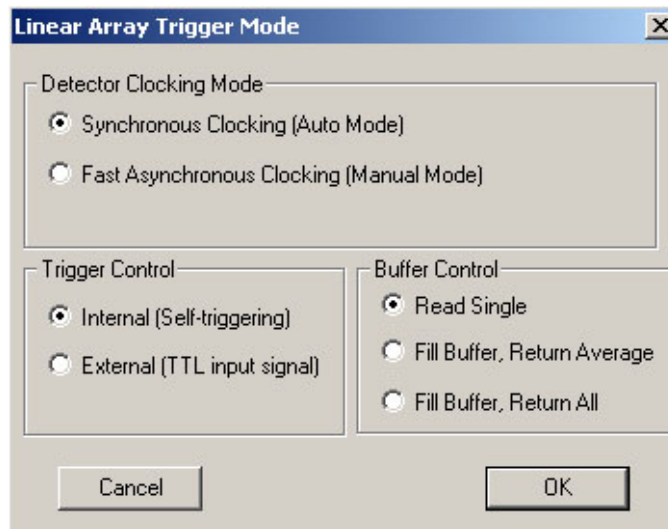 Linear Array Trigger Mode
Detector Clocking Mode
Synchronous Clocking (Auto Mode)
Fast Asynchronous Clocking (Manual Mode)
Trigger Control
Internal (Self-triggering)
External (TTL input signal)
Buffer Control
Read Single
Fill Buffer, Return Average
Fill Buffer, Return All
Cancel
OK